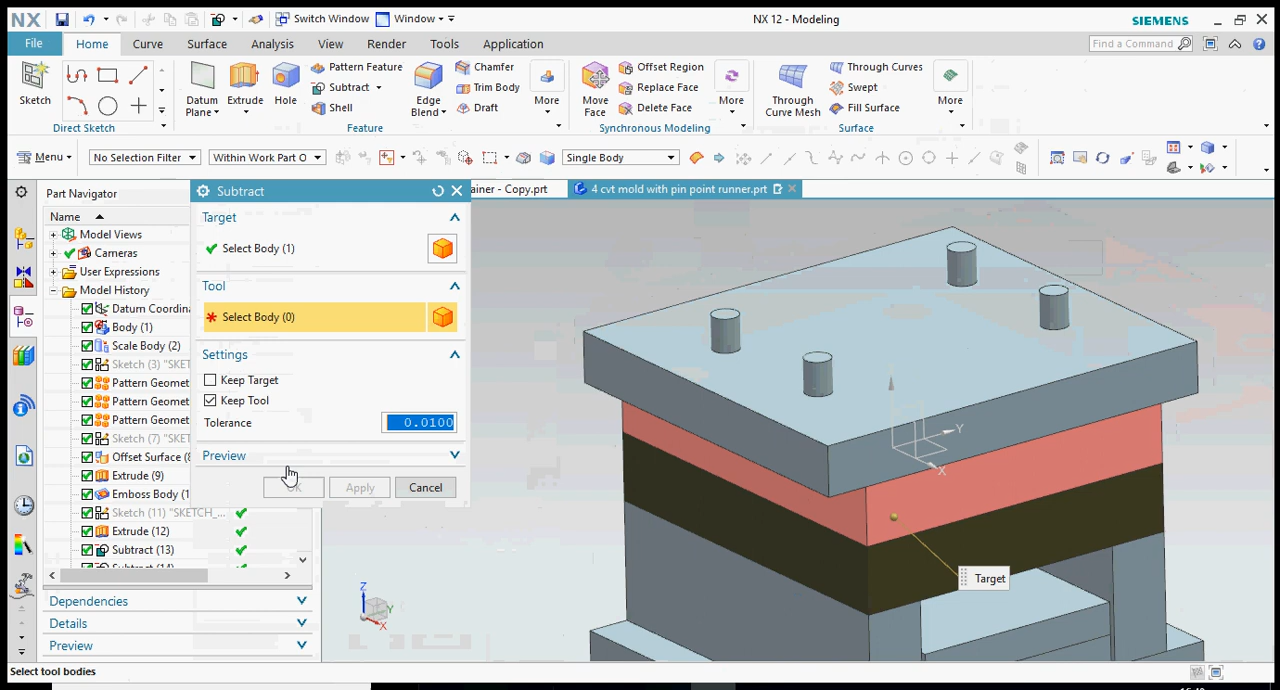 NX
Switch Window
Window
NX 12 - Modeling
SIEMENS
File
Home
Curve
Surface
Analysis
View
Render
Tools
Application
Find a Command
Sketch
Direct Sketch
Datum
Plane
Extrude
Hole
Pattern Feature
Subtract
Shell
Edge
Blend
Chamfer
Trim Body
Draft
More
Feature
Move
Face
Offset Region
Replace Face
Delete Face
More
Synchronous Modeling
Through
Curve Mesh
Through Curves
Swept
Fill Surface
More
Surface
Menu
No Selection Filter
Within Work Part O
Single Body
Part Navigator
Name
Model Views
Cameras
User Expressions
Model History
Datum Coordina
Body (1)
Scale Body (2)
Sketch (3) "SKET
Pattern Geomet
Pattern Geomet
Pattern Geomet
Sketch (7) "SKET
Offset Surface (8
Extrude (9)
Emboss Body (1
Sketch (11) "SKETCH_...
Extrude (12)
Subtract (13)
Subtract (14)
Dependencies
Details
Preview
Subtract
Target
Select Body (1)
Tool
* Select Body (0)
Settings
Keep Target
Keep Tool
Tolerance
0.0100
Preview
OK
Apply
Cancel
ainer - Copy.prt
4 cvt mold with pin point runner.prt
Y
X
Target
Z
Y
X
Select tool bodies